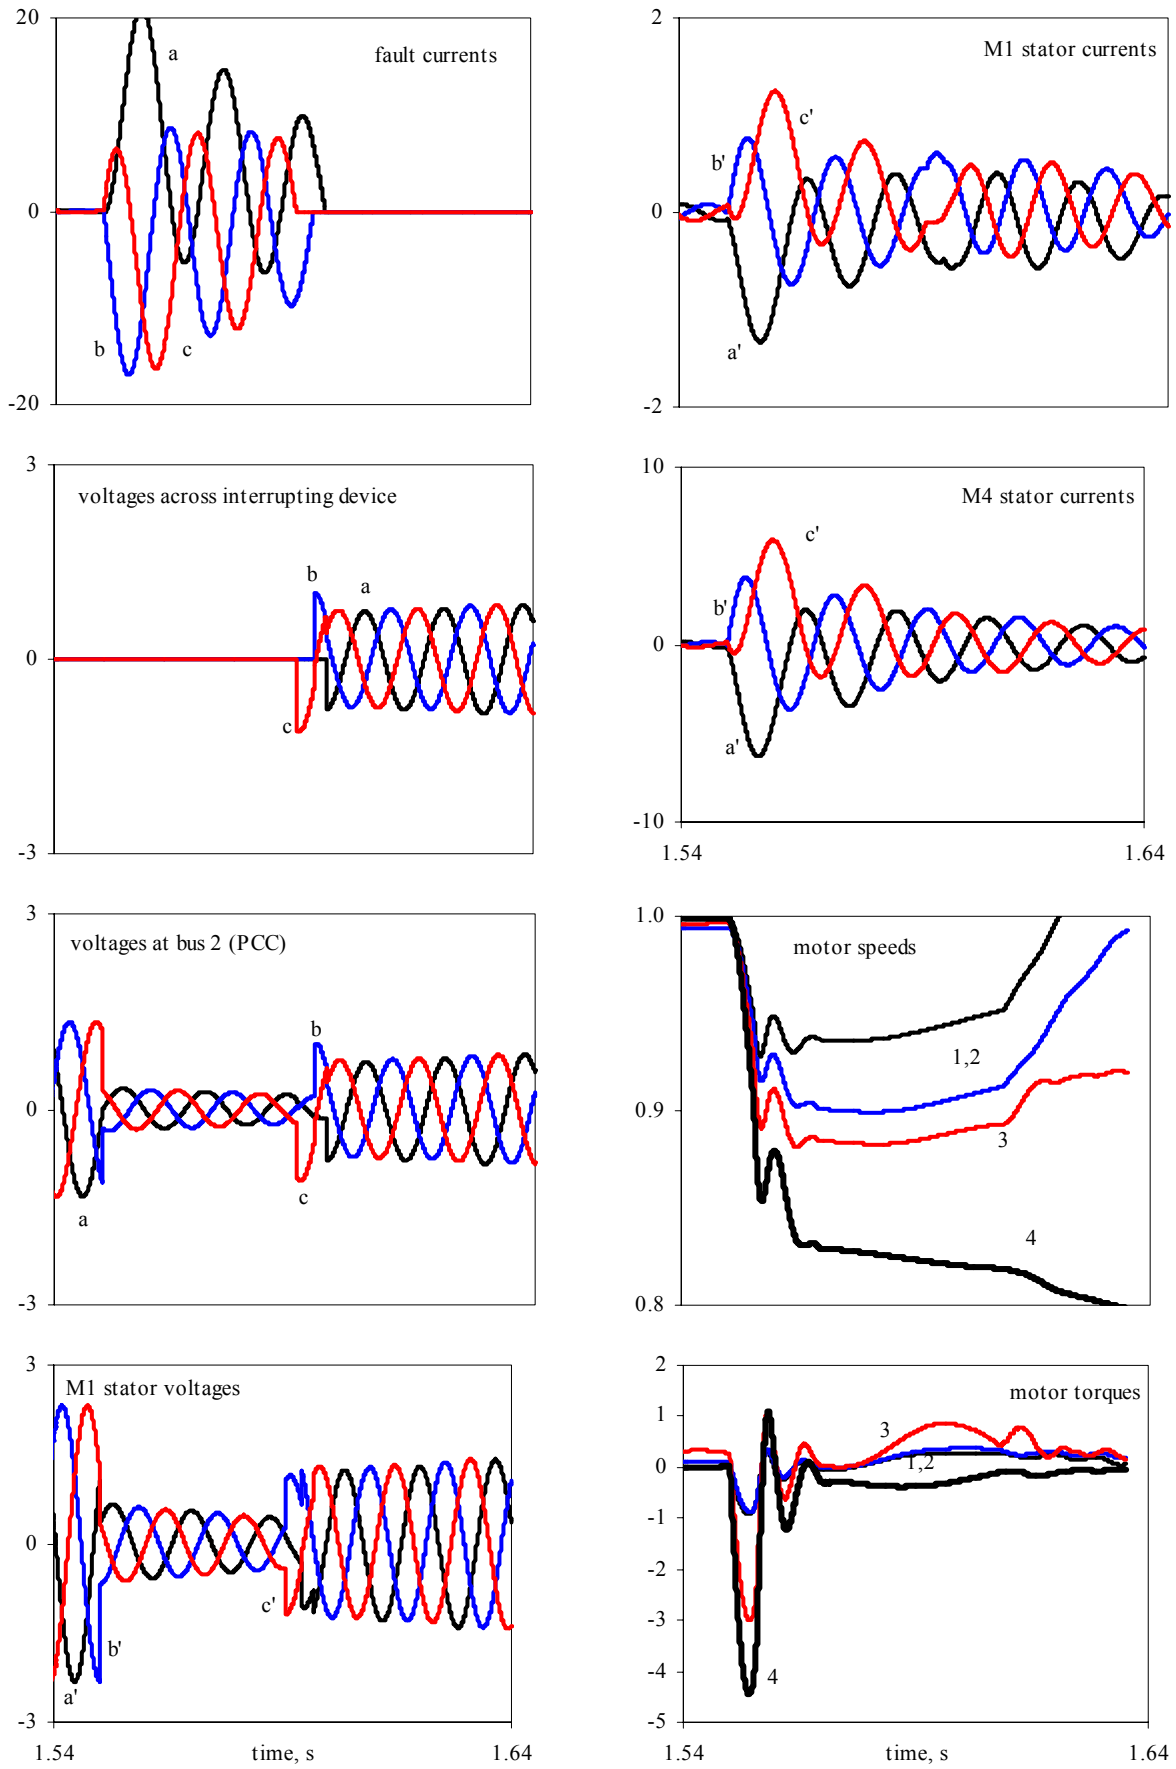 20
fault currents
a
0
b
c
-20
2
M1 stator currents
c'
b'
0
a'
-2
3
voltages across interrupting device
b
a
0
c
-3
10
M4 stator currents
c'
b'
0
a'
-10
1.54
1.64
3
voltages at bus 2 (PCC)
b
0
a
c
-3
1.0
motor speeds
1,2
0.9
3
4
0.8
3
M1 stator voltages
0
c'
b'
a'
-3
1.54
time, s
1.64
2
motor torques
1
3
0
1,2
-1
-2
-3
-4
4
-5
1.54
time, s
1.64